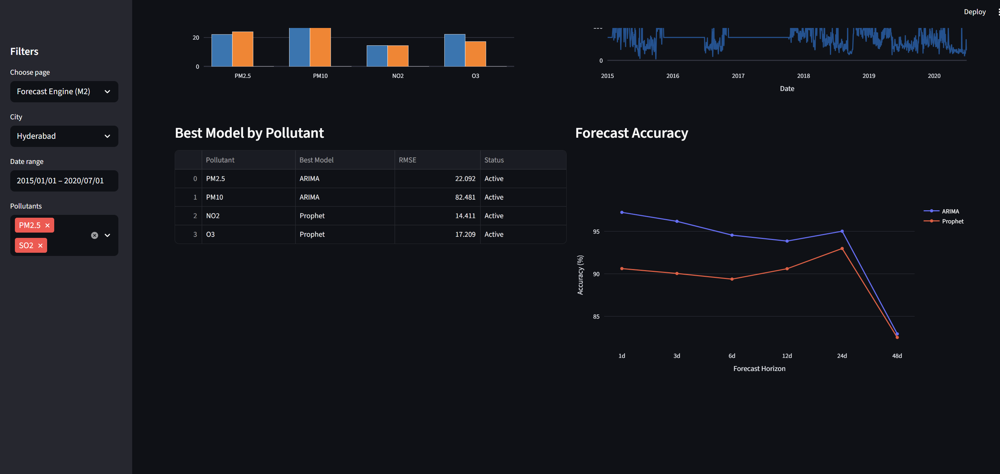 Deploy
Filters
Choose page
Forecast Engine (M2)
City
Hyderabad
Date range
2015/01/01 – 2020/07/01
Pollutants
PM2.5
SO2
20
0
PM2.5 PM10 NO2 O3
0
2015 2016 2017 2018 2019 2020
Date
Best Model by Pollutant
Pollutant Best Model RMSE Status
0 PM2.5 ARIMA 22.092 Active
1 PM10 ARIMA 82.481 Active
2 NO2 Prophet 14.411 Active
3 O3 Prophet 17.209 Active
Forecast Accuracy
ARIMA
Prophet
Accuracy (%)
95
90
85
1d 3d 6d 12d 24d 48d
Forecast Horizon